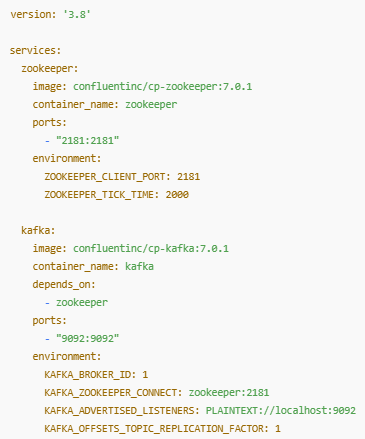 version: '3.8'

services:
  zookeeper:
    image: confluentinc/cp-zookeeper:7.0.1
    container_name: zookeeper
    ports:
      - "2181:2181"
    environment:
      ZOOKEEPER_CLIENT_PORT: 2181
      ZOOKEEPER_TICK_TIME: 2000

  kafka:
    image: confluentinc/cp-kafka:7.0.1
    container_name: kafka
    depends_on:
      - zookeeper
    ports:
      - "9092:9092"
    environment:
      KAFKA_BROKER_ID: 1
      KAFKA_ZOOKEEPER_CONNECT: zookeeper:2181
      KAFKA_ADVERTISED_LISTENERS: PLAINTEXT://localhost:9092
      KAFKA_OFFSETS_TOPIC_REPLICATION_FACTOR: 1